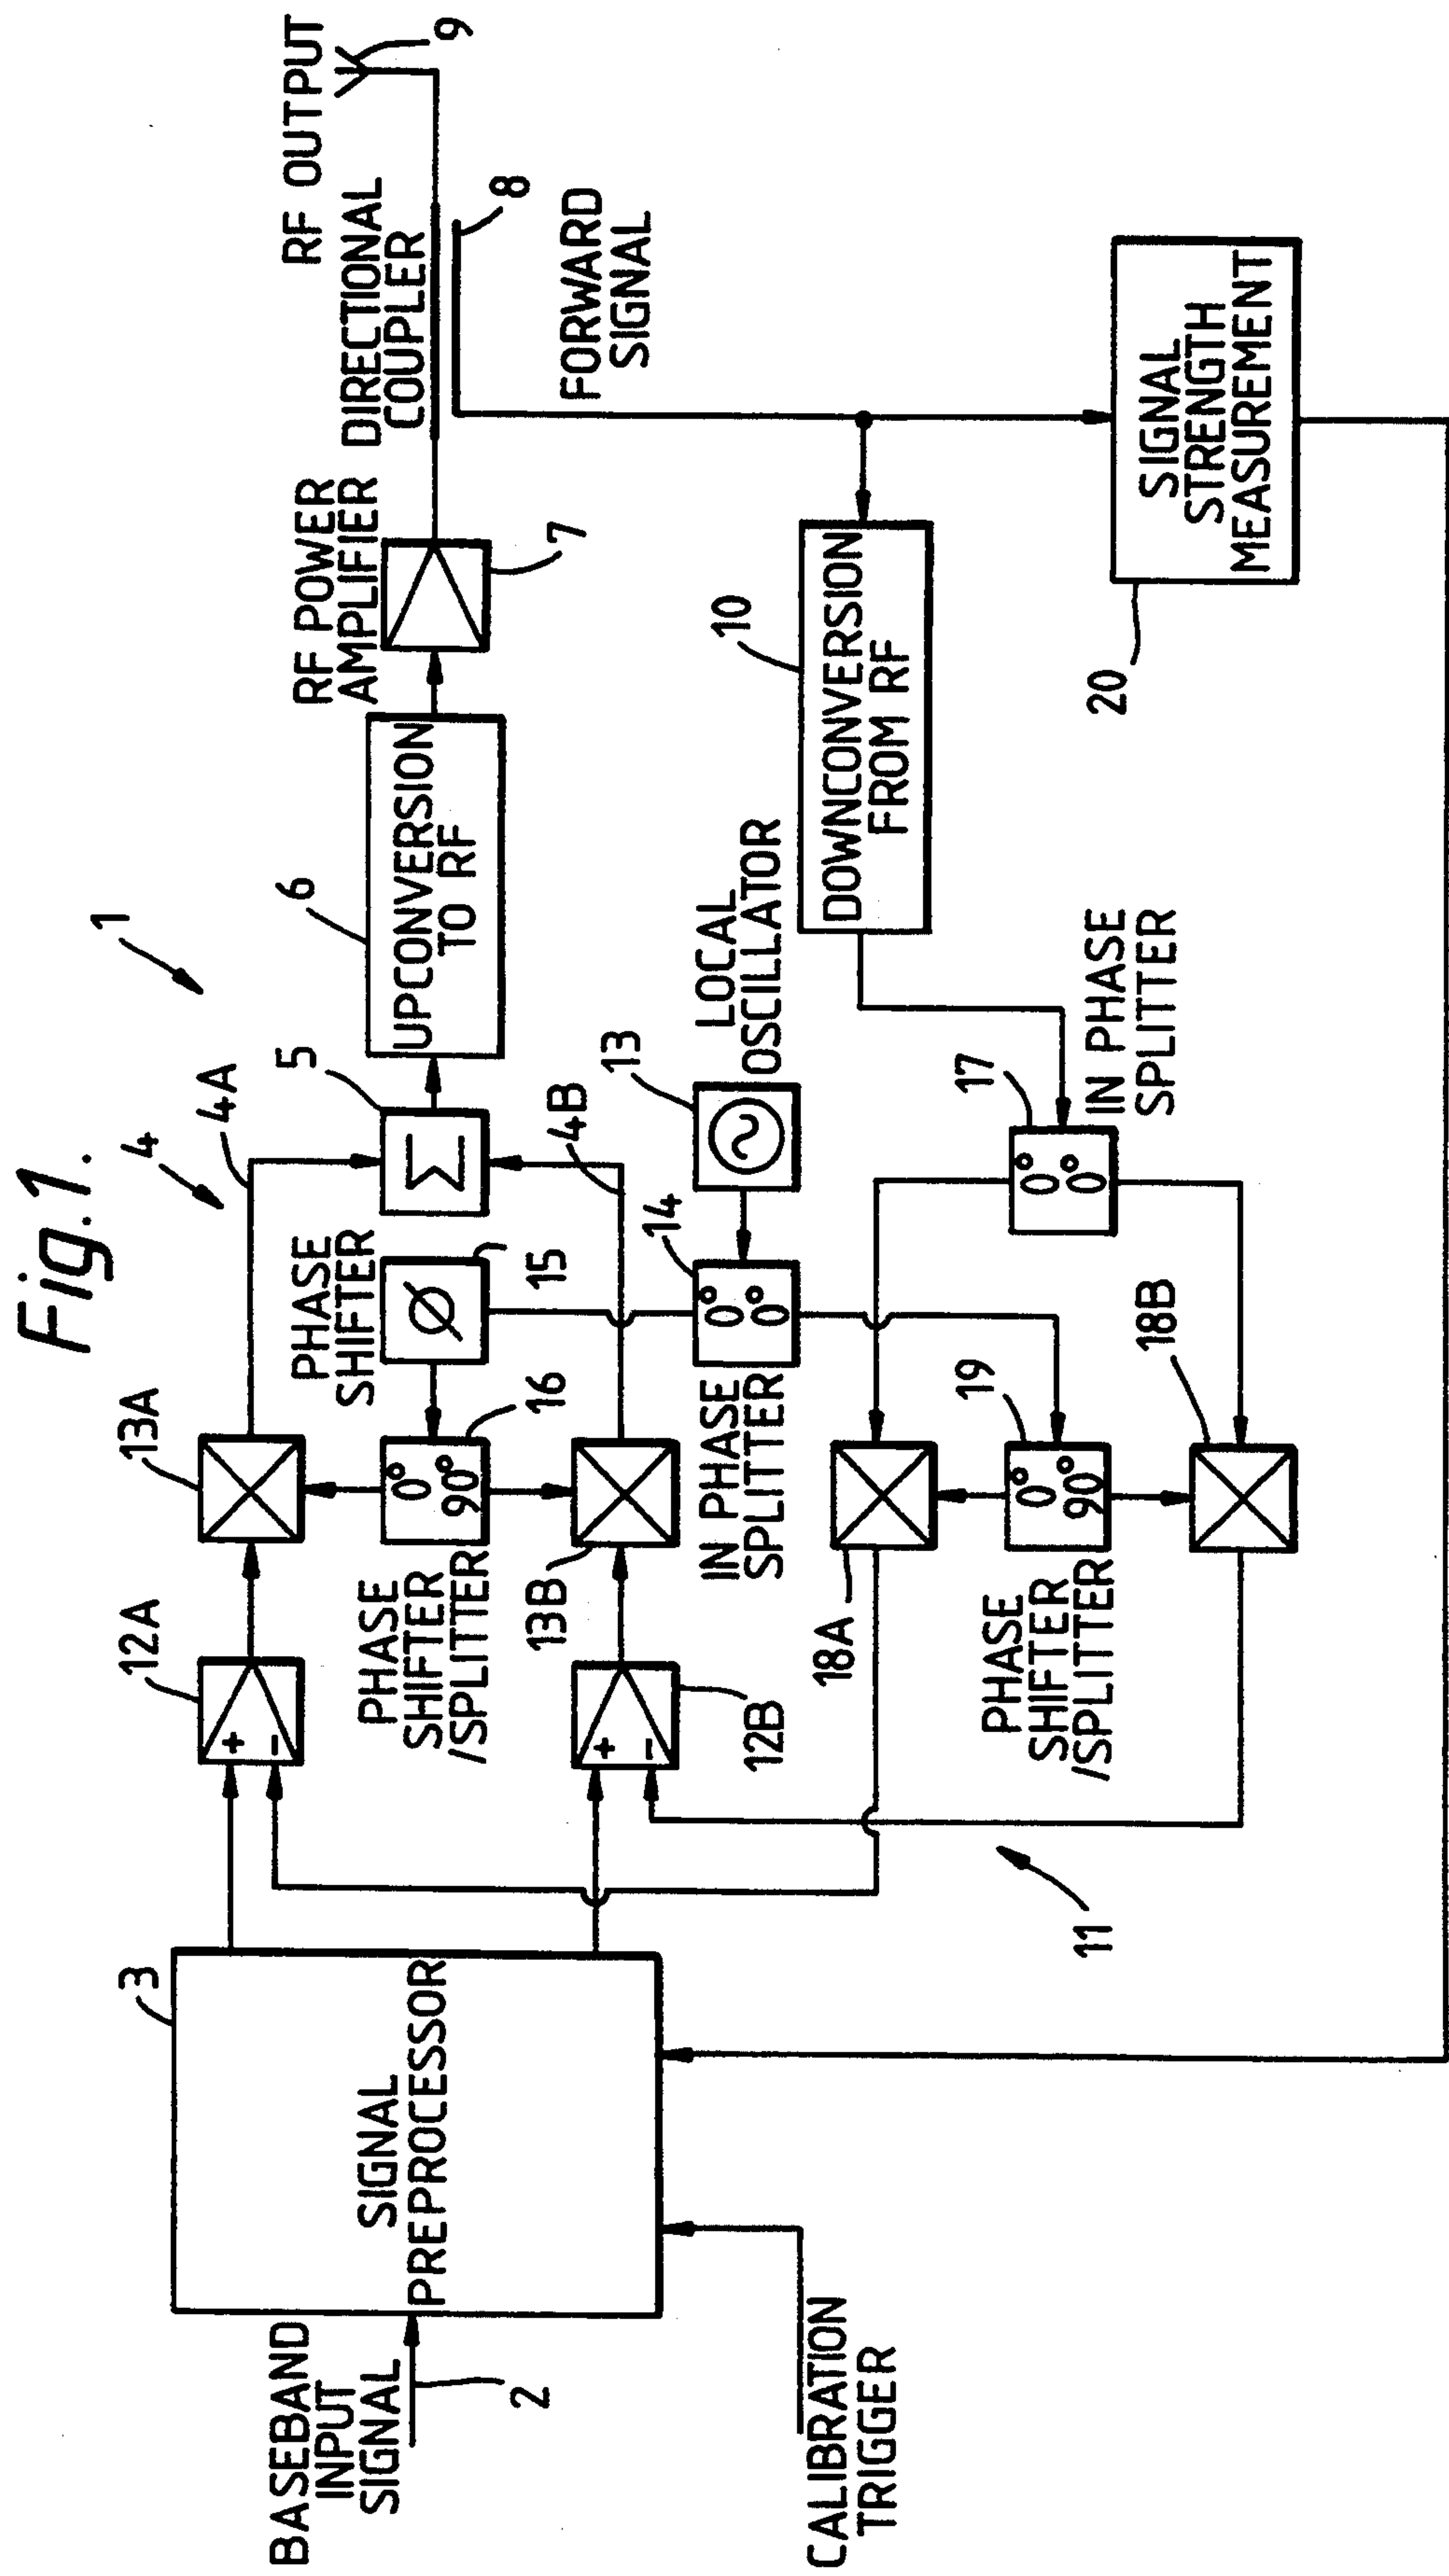 Fig.1.
1
BASEBAND
INPUT
SIGNAL
2
3
SIGNAL
PREPROCESSOR
CALIBRATION
TRIGGER
12A
+
-
13A
4
4A
PHASE
SHIFTER
/SPLITTER
0°
90°
16
PHASE
SHIFTER
Ø
15
5
Σ
6
UPCONVERSION
TO RF
RF POWER
AMPLIFIER
7
DIRECTIONAL
COUPLER
8
RF OUTPUT
9
FORWARD
SIGNAL
12B
+
-
13B
4B
IN PHASE
SPLITTER
14
0°
0°
13
LOCAL
OSCILLATOR
~
10
DOWNCONVERSION
FROM RF
11
18A
PHASE
SHIFTER
/SPLITTER
19
0°
90°
18B
17
0°
0°
IN PHASE
SPLITTER
20
SIGNAL
STRENGTH
MEASUREMENT